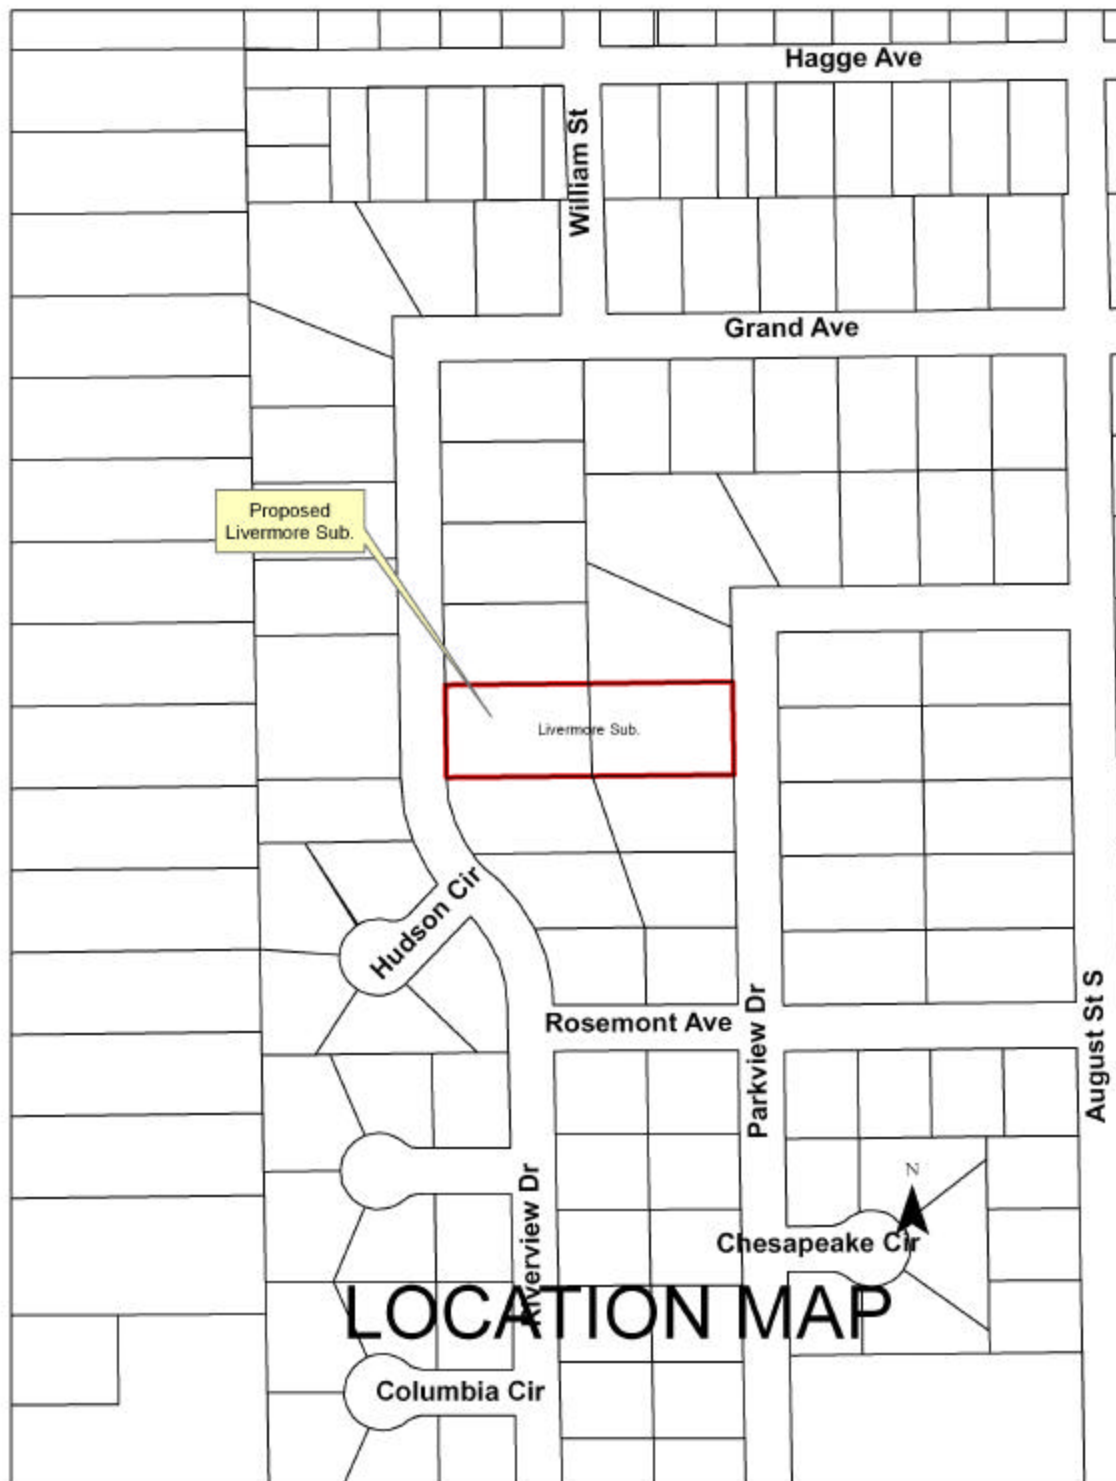 Hagge Ave
William St
Grand Ave
Proposed
Livermore Sub.
Livermore Sub.
Hudson Cir
Rosemont Ave
Parkview Dr
August St S
N
Riverview Dr
Chesapeake Cir
LOCATION MAP
Columbia Cir